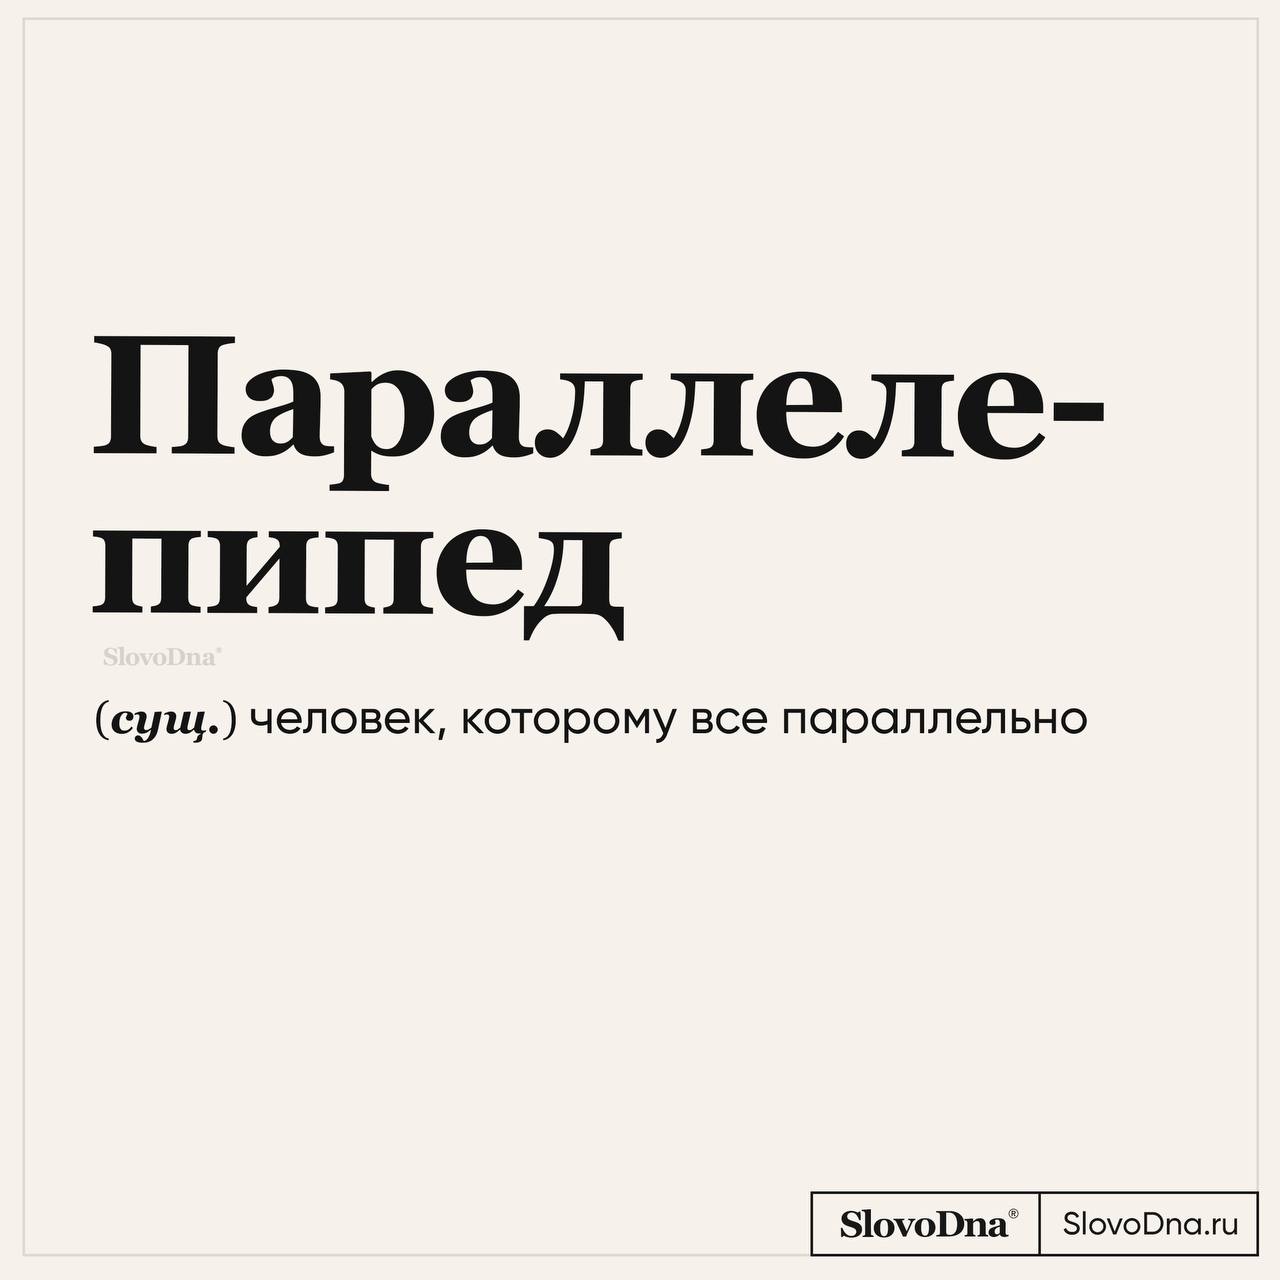 Параллеле-
пипед
SlovoDna®
(сущ.) человек, которому все параллельно
SlovoDna® SlovoDna.ru